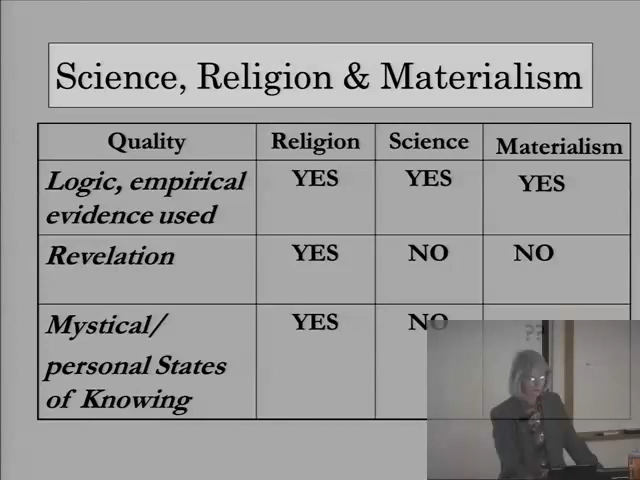 Science, Religion & Materialism
Quality Religion Science Materialism
Logic, empirical evidence used YES YES YES
Revelation YES NO NO
Mystical/ personal States of Knowing YES NO ??